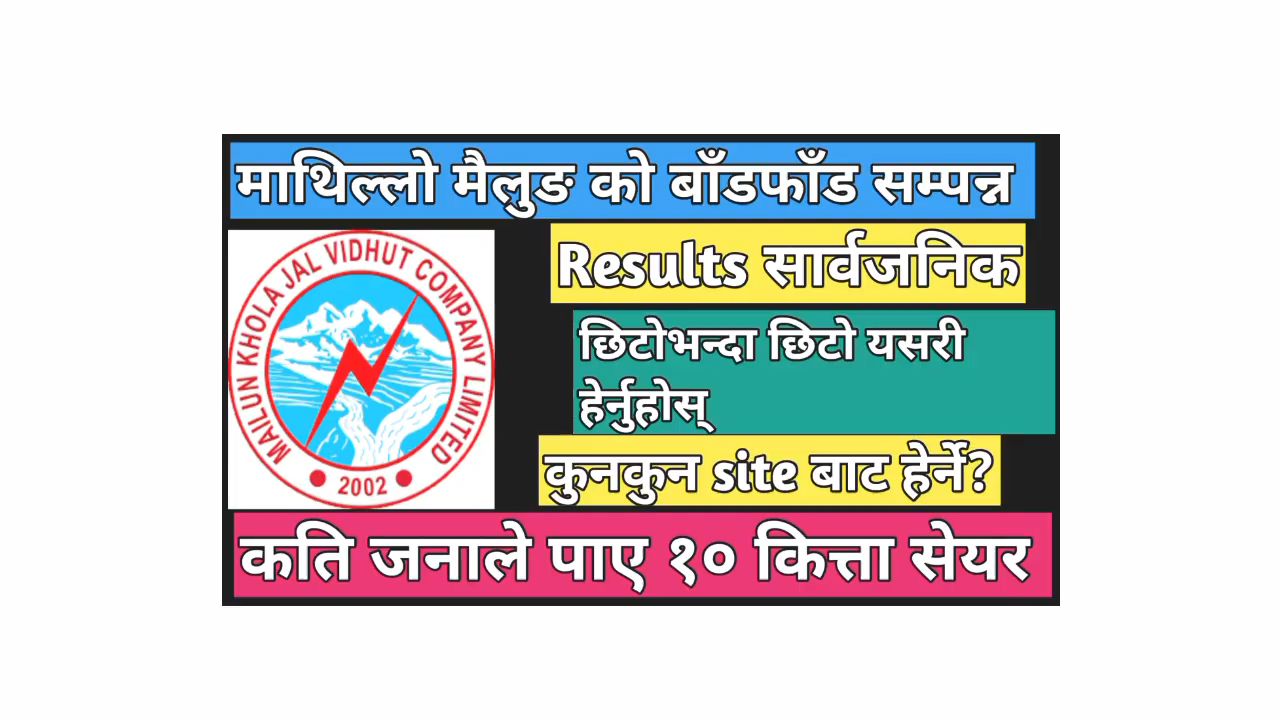 माथिल्लो मैलुङ को बाँडफाँड सम्पन्न
Results सार्वजनिक
छिटोभन्दा छिटो यसरी
हेर्नुहोस्
कुनकुन site बाट हेर्ने?
MAILUN KHOLA JAL VIDHUT COMPANY LIMITED
2002
कति जनाले पाए १० कित्ता सेयर